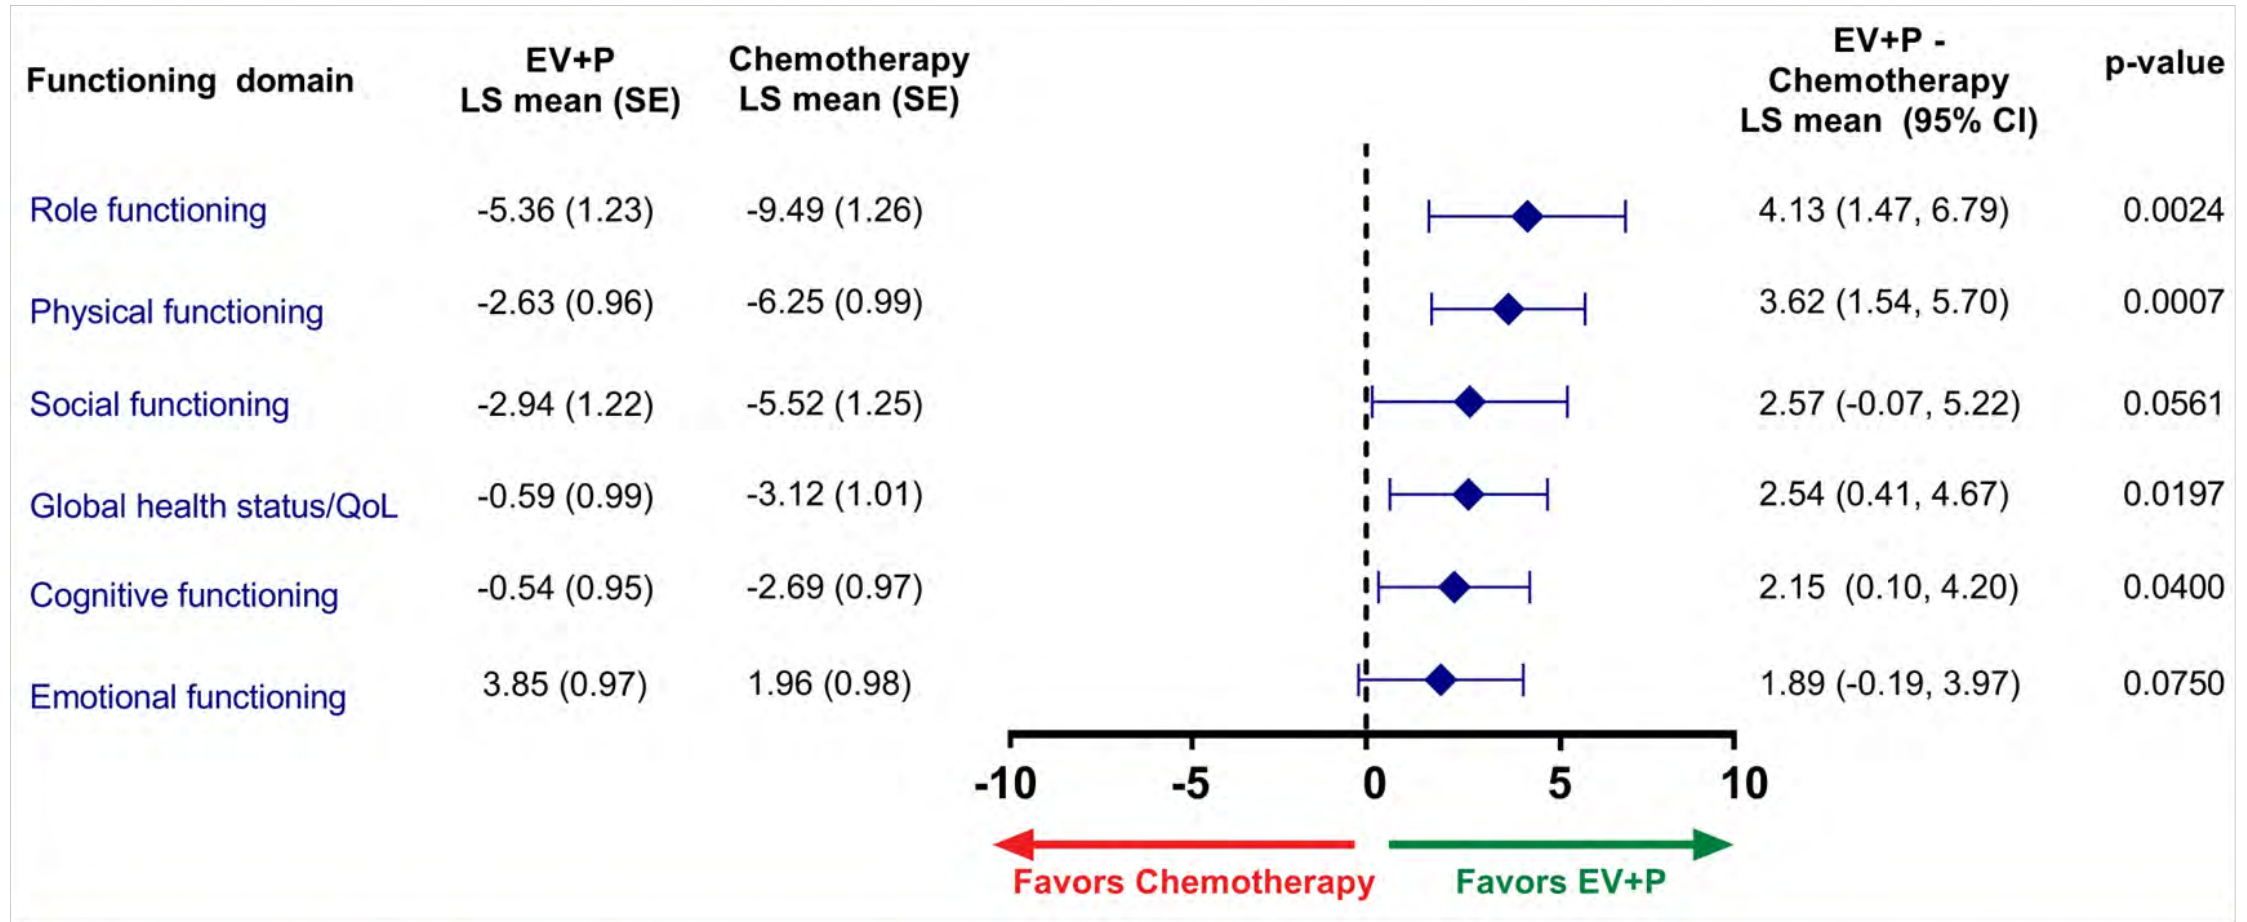 Functioning domain
EV+P
LS mean (SE)
Chemotherapy
LS mean (SE)
EV+P -
Chemotherapy
LS mean (95% CI)
p-value
Role functioning -5.36 (1.23) -9.49 (1.26) 4.13 (1.47, 6.79) 0.0024
Physical functioning -2.63 (0.96) -6.25 (0.99) 3.62 (1.54, 5.70) 0.0007
Social functioning -2.94 (1.22) -5.52 (1.25) 2.57 (-0.07, 5.22) 0.0561
Global health status/QoL -0.59 (0.99) -3.12 (1.01) 2.54 (0.41, 4.67) 0.0197
Cognitive functioning -0.54 (0.95) -2.69 (0.97) 2.15 (0.10, 4.20) 0.0400
Emotional functioning 3.85 (0.97) 1.96 (0.98) 1.89 (-0.19, 3.97) 0.0750
-10 -5 0 5 10
Favors Chemotherapy Favors EV+P